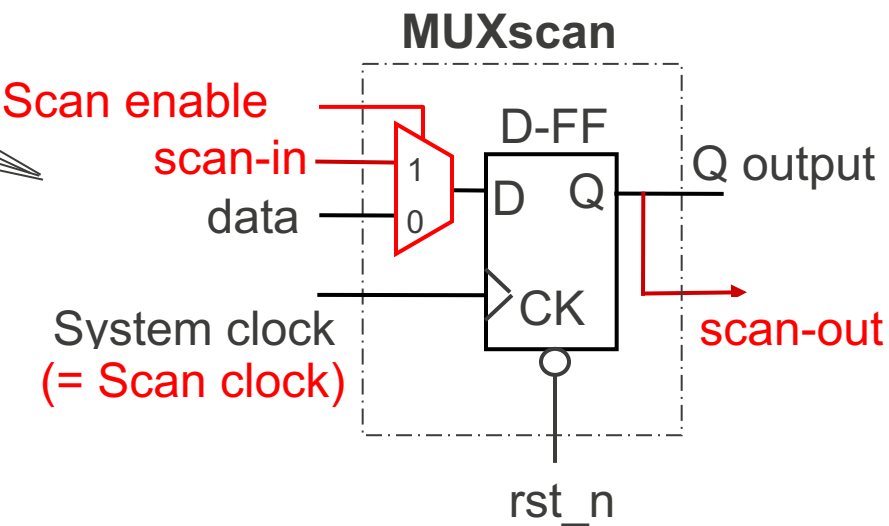 MUXscan
Scan enable
D-FF
scan-in
1
Q output
D
Q
data
0
CK
System clock
scan-out
(= Scan clock)
rst_n